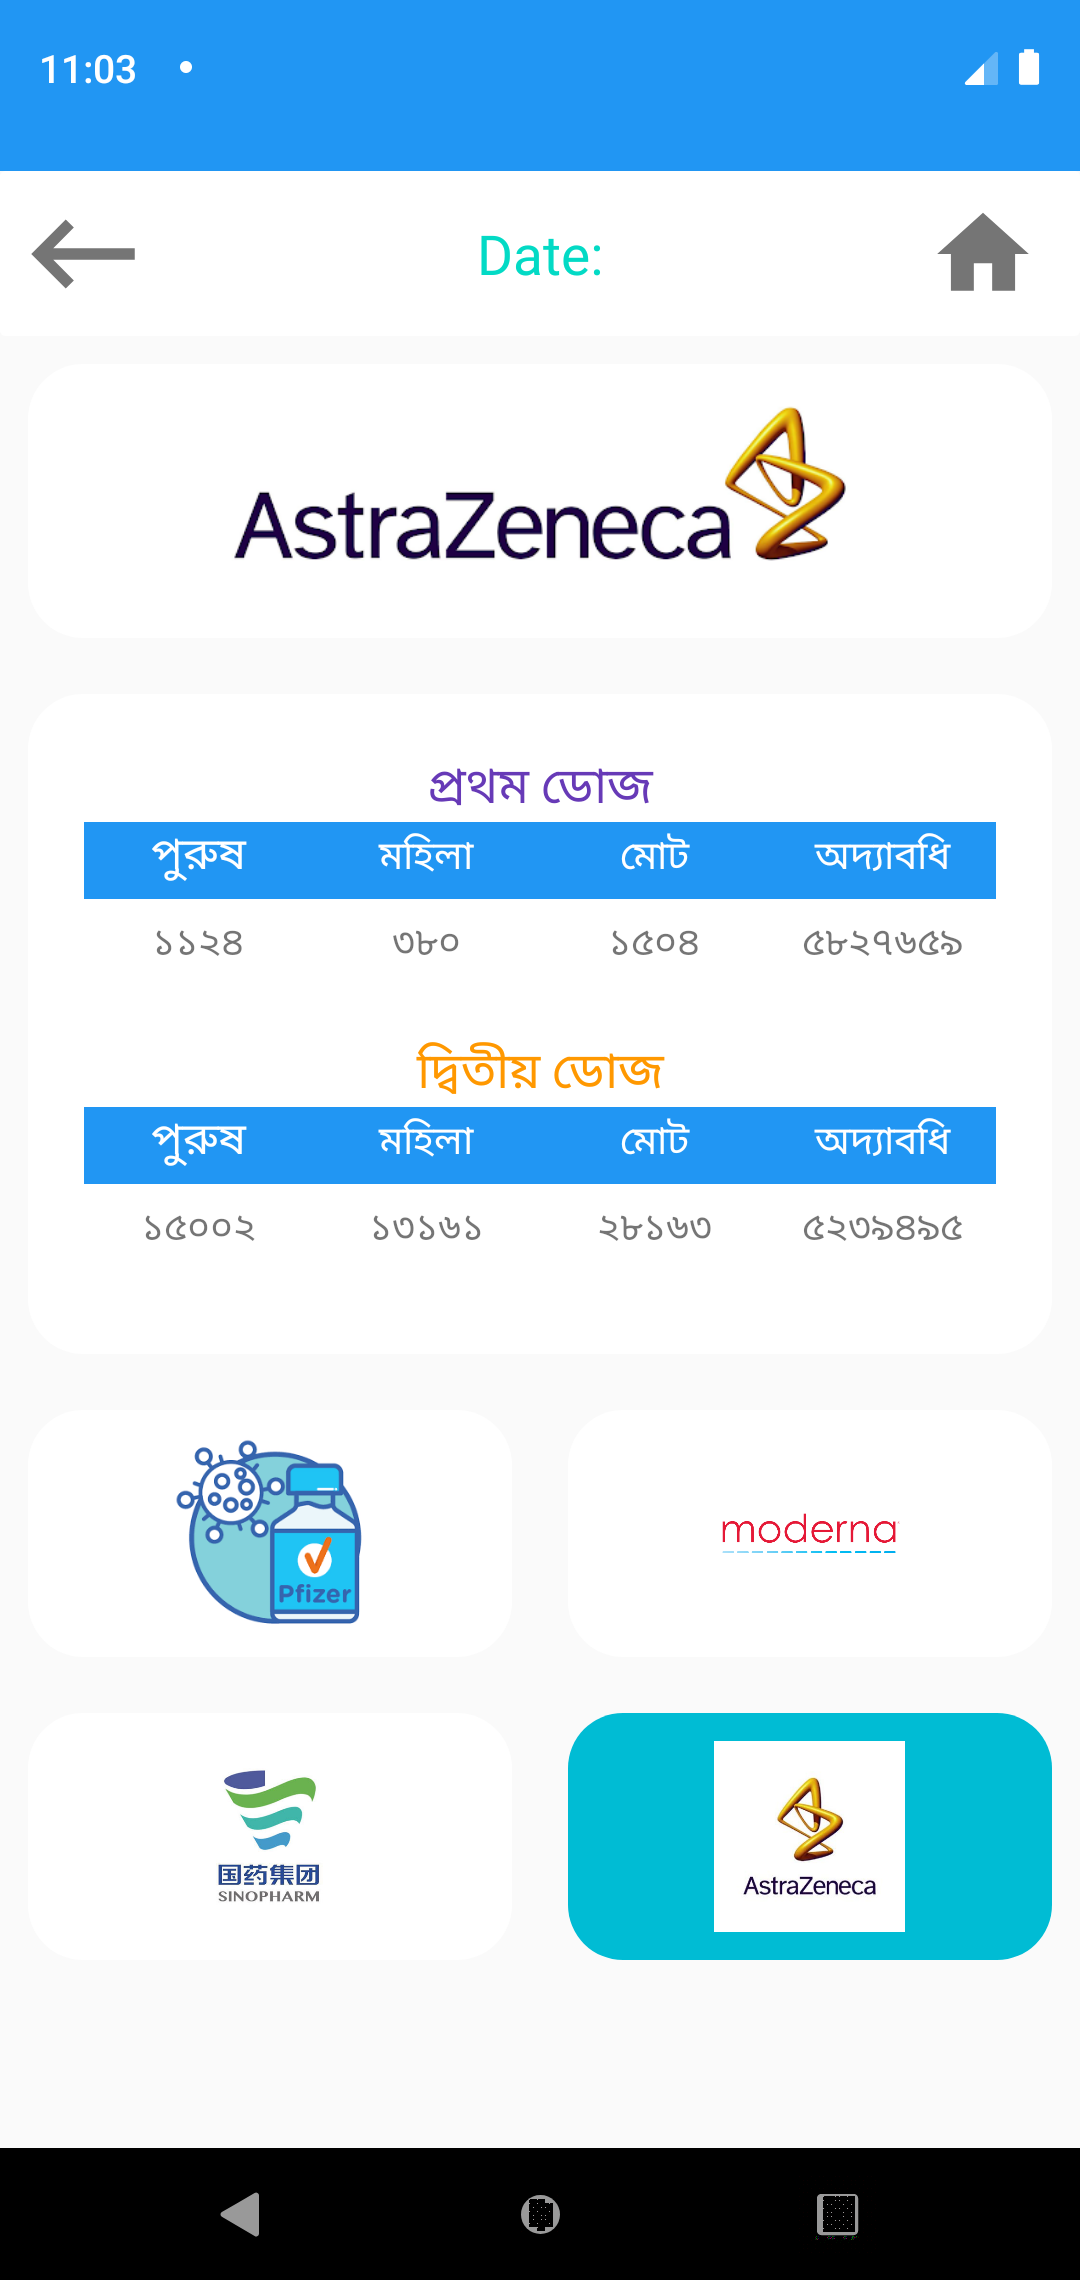 11:03
Date:
AstraZeneca
প্রথম ডোজ
পুরুষ মহিলা মোট অদ্যাবধি
১১২৪ ৩৮০ ১৫০৪ ৫৮২৭৬৫৯
দ্বিতীয় ডোজ
পুরুষ মহিলা মোট অদ্যাবধি
১৫০০২ ১৩১৬১ ২৮১৬৩ ৫২৩৯৪৯৫
Pfizer
moderna
国药集团
SINOPHARM
AstraZeneca